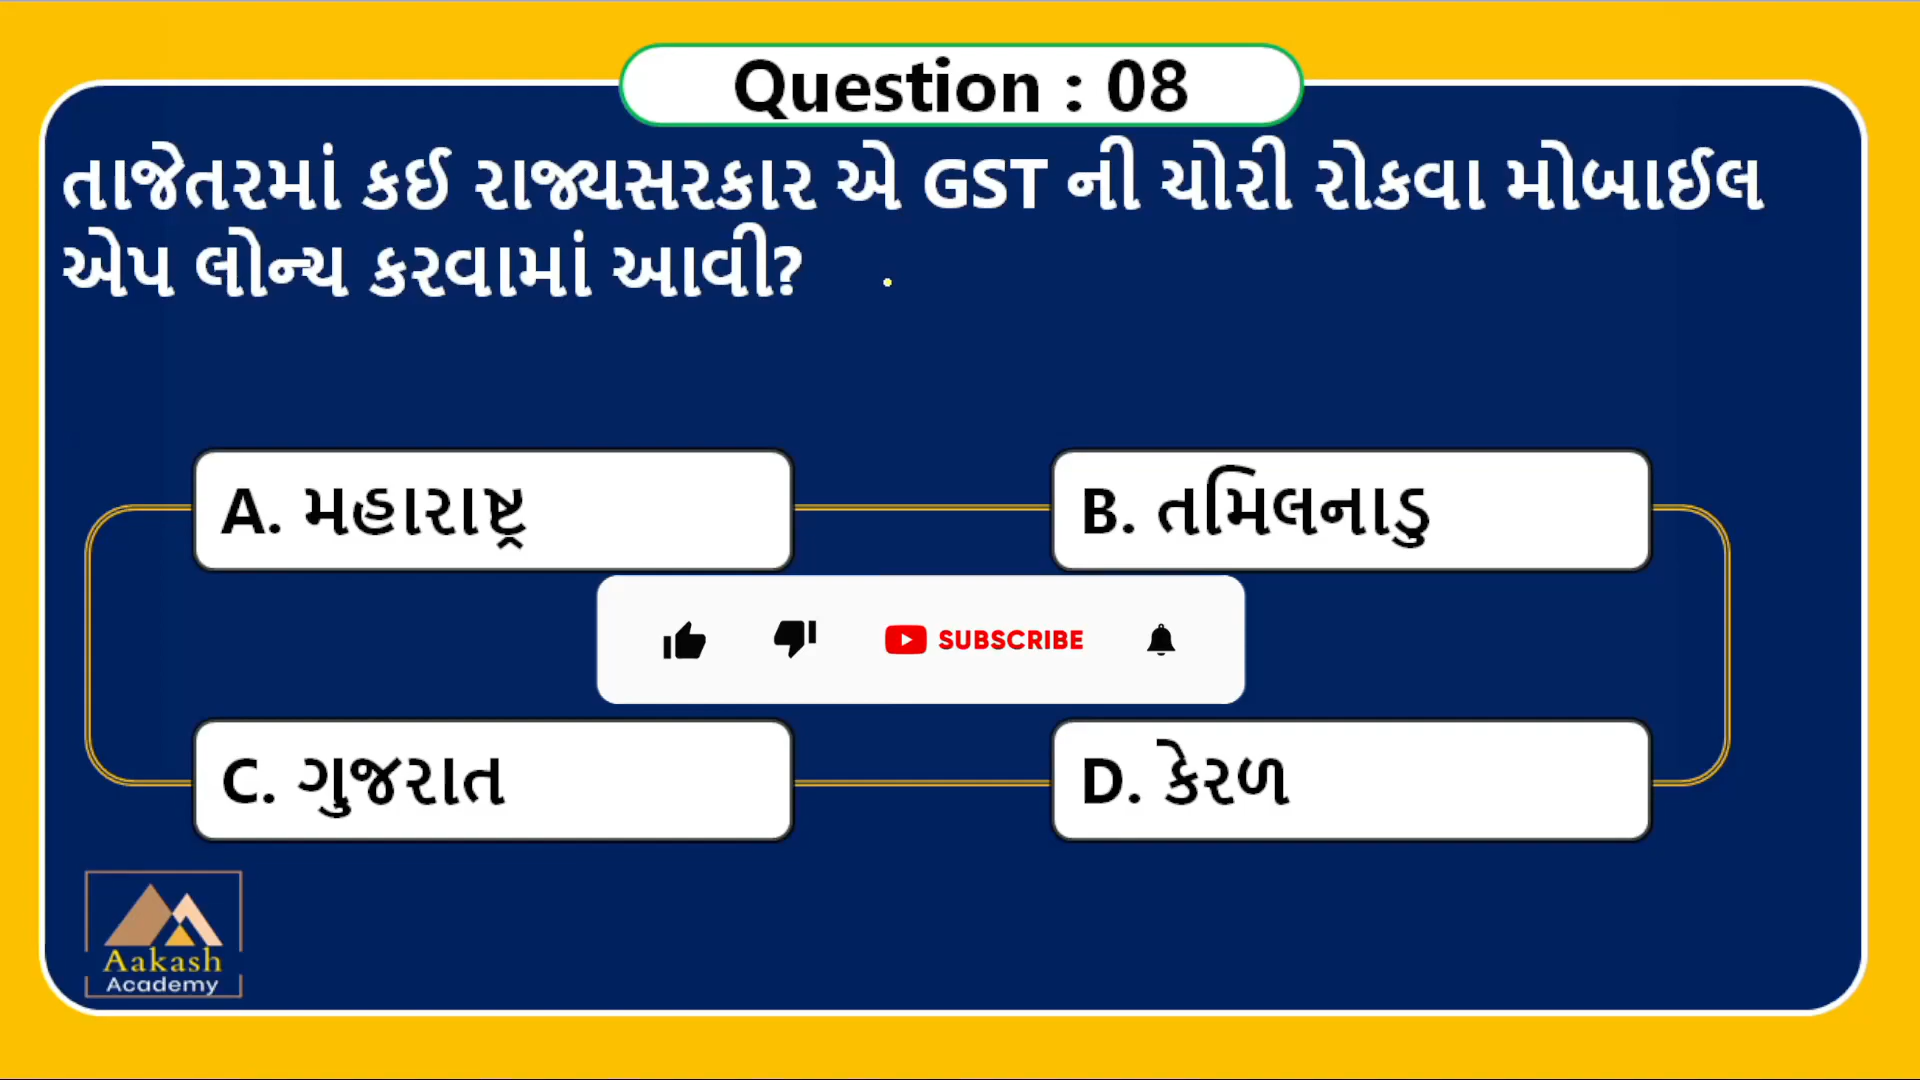 Question : 08
તાજેતરમાં કઈ રાજ્યસરકાર એ GST ની ચોરી રોકવા મોબાઈલ
એપ લોન્ચ કરવામાં આવી?
A. મહારાષ્ટ્ર
B. તમિલનાડુ
SUBSCRIBE
C. ગુજરાત
D. કેરળ
Aakash
Academy